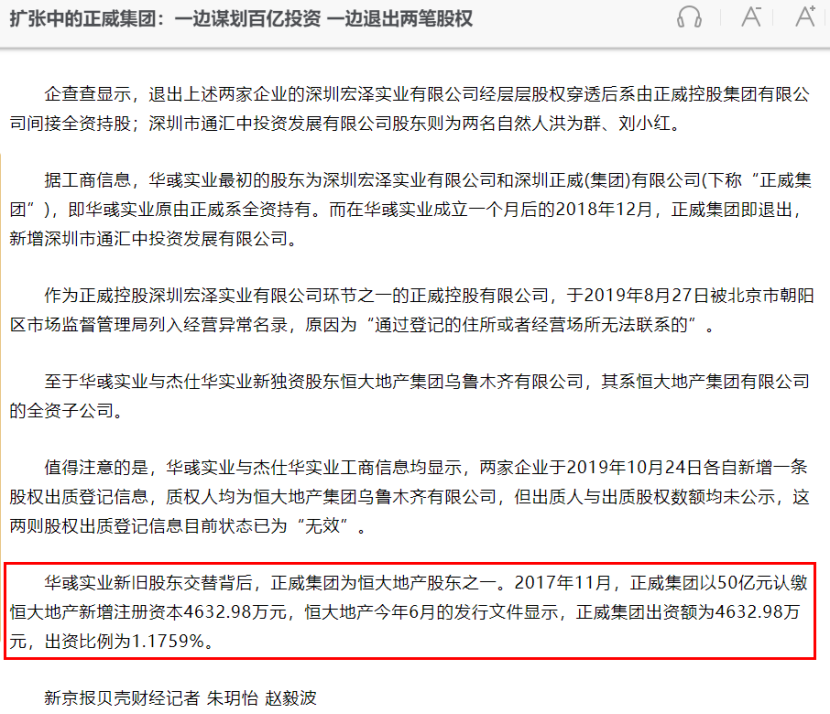 扩张中的正威集团：一边谋划百亿投资 一边退出两笔股权
A-
A+
企查查显示，退出上述两家企业的深圳宏泽实业有限公司经层层股权穿透后系由正威控股集团有限公
司间接全资持股；深圳市通汇中投资发展有限公司股东则为两名自然人洪为群、刘小红。
据工商信息，华彧实业最初的股东为深圳宏泽实业有限公司和深圳正威(集团)有限公司(下称“正威集
团”)，即华彧实业原由正威系全资持有。而在华彧实业成立一个月后的2018年12月，正威集团即退出，
新增深圳市通汇中投资发展有限公司。
作为正威控股深圳宏泽实业有限公司环节之一的正威控股有限公司，于2019年8月27日被北京市朝阳
区市场监督管理局列入经营异常名录，原因为“通过登记的住所或者经营场所无法联系的”。
至于华彧实业与杰仕华实业新独资股东恒大地产集团乌鲁木齐有限公司，其系恒大地产集团有限公司
的全资子公司。
值得注意的是，华彧实业与杰仕华实业工商信息均显示，两家企业于2019年10月24日各自新增一条
股权出质登记信息，质权人均为恒大地产集团乌鲁木齐有限公司，但出质人与出质股权数额均未公示，这
两则股权出质登记信息目前状态已为“无效”。
华彧实业新旧股东交替背后，正威集团为恒大地产股东之一。2017年11月，正威集团以50亿元认缴
恒大地产新增注册资本4632.98万元，恒大地产今年6月的发行文件显示，正威集团出资额为4632.98万
元，出资比例为1.1759%。
新京报贝壳财经记者 朱玥怡 赵毅波